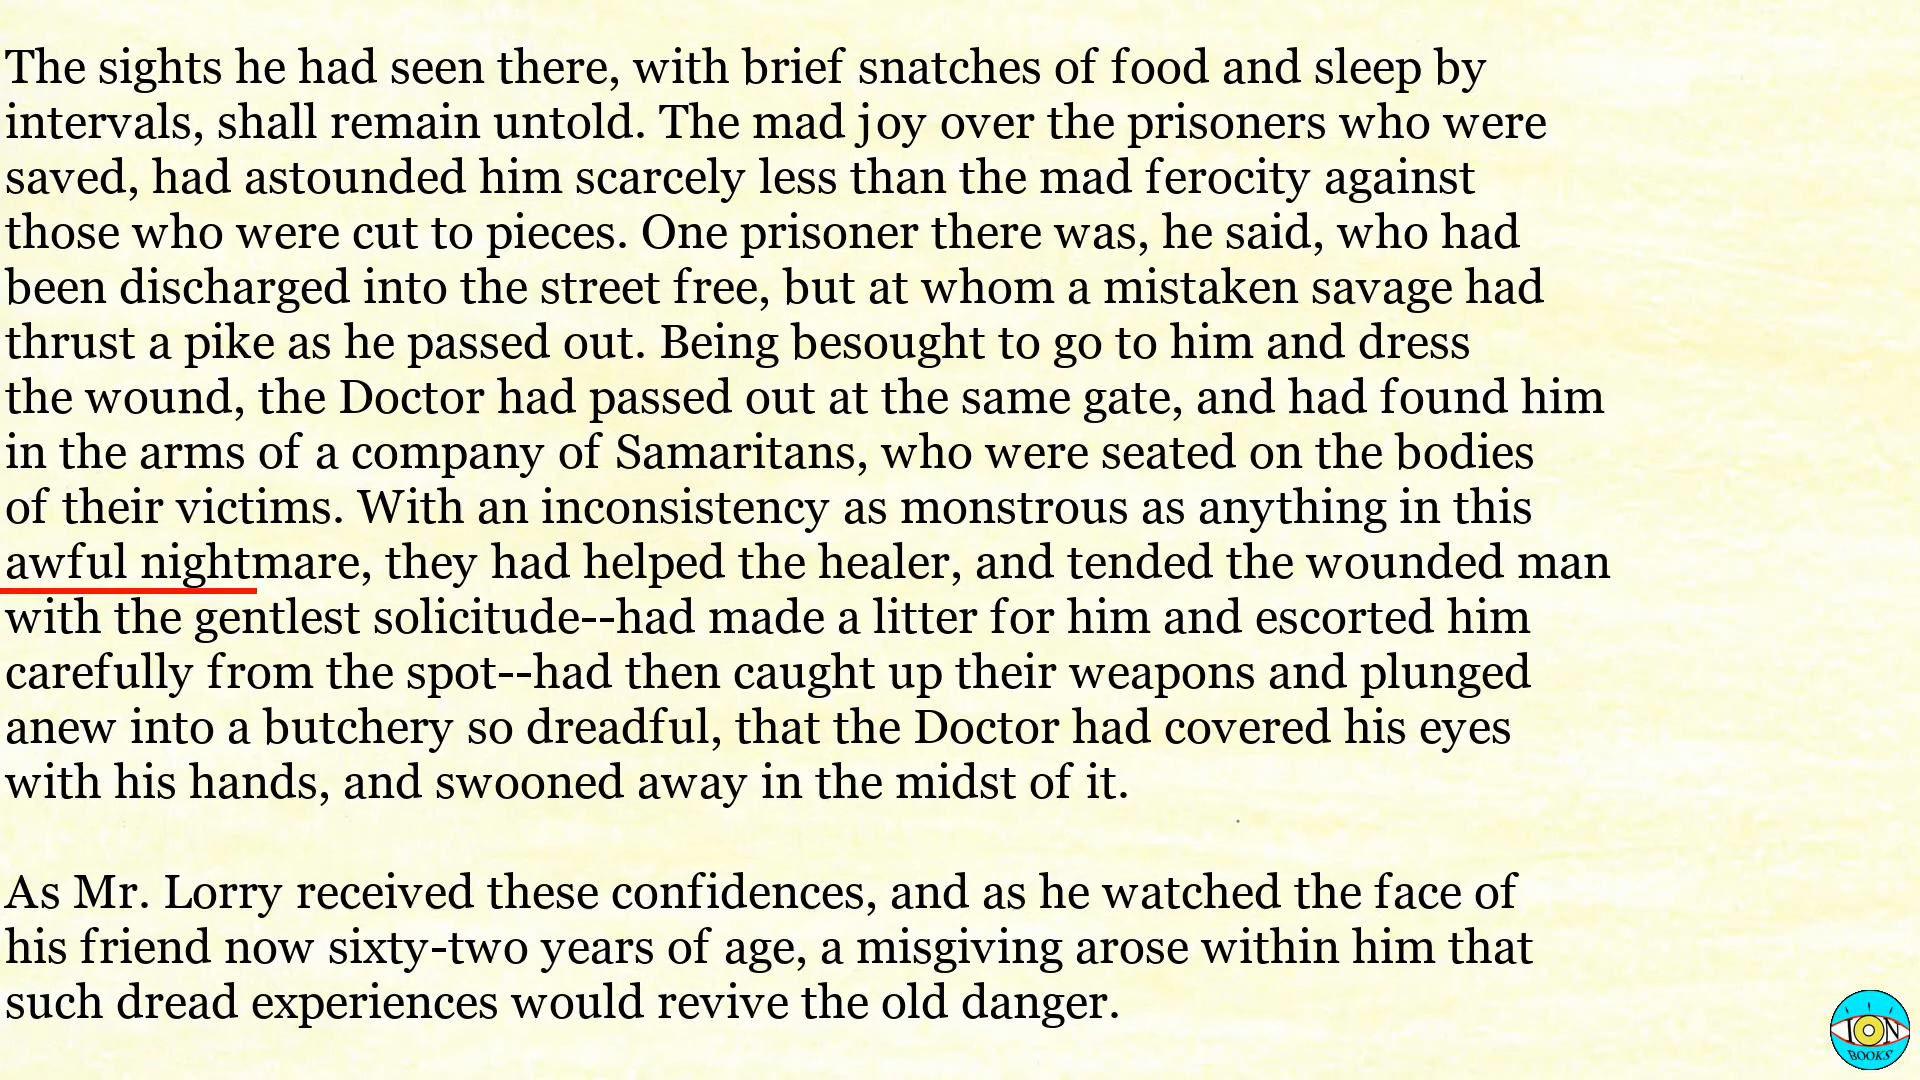 The sights he had seen there, with brief snatches of food and sleep by
intervals, shall remain untold. The mad joy over the prisoners who were
saved, had astounded him scarcely less than the mad ferocity against
those who were cut to pieces. One prisoner there was, he said, who had
been discharged into the street free, but at whom a mistaken savage had
thrust a pike as he passed out. Being besought to go to him and dress
the wound, the Doctor had passed out at the same gate, and had found him
in the arms of a company of Samaritans, who were seated on the bodies
of their victims. With an inconsistency as monstrous as anything in this
awful nightmare, they had helped the healer, and tended the wounded man
with the gentlest solicitude--had made a litter for him and escorted him
carefully from the spot--had then caught up their weapons and plunged
anew into a butchery so dreadful, that the Doctor had covered his eyes
with his hands, and swooned away in the midst of it.
As Mr. Lorry received these confidences, and as he watched the face of
his friend now sixty-two years of age, a misgiving arose within him that
such dread experiences would revive the old danger.
ION
BOOKS